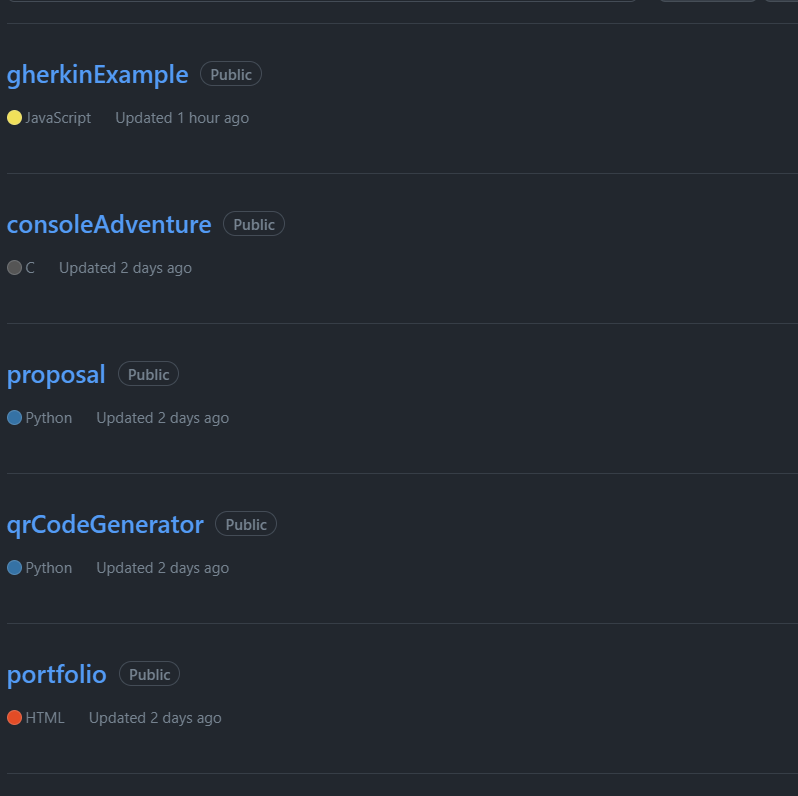 gherkinExample Public
JavaScript Updated 1 hour ago
consoleAdventure Public
C Updated 2 days ago
proposal Public
Python Updated 2 days ago
qrCodeGenerator Public
Python Updated 2 days ago
portfolio Public
HTML Updated 2 days ago